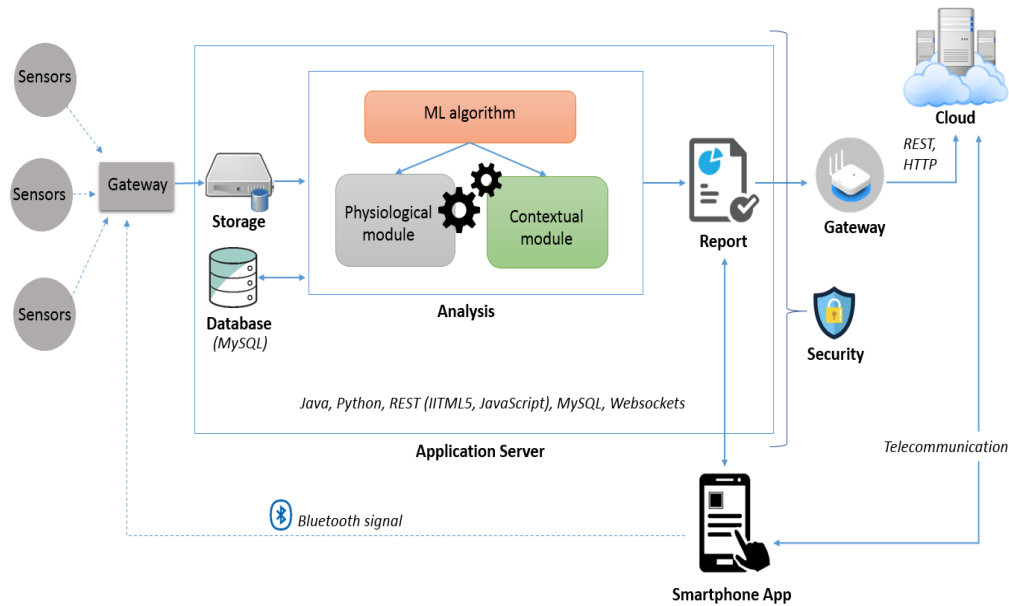 Sensors
Sensors
Sensors
Gateway
Storage
Database
(MySQL)
ML algorithm
Physiological
module
Contextual
module
Analysis
Java, Python, REST (IITML5, JavaScript), MySQL, Websockets
Application Server
Report
Gateway
REST,
HTTP
Cloud
Security
Telecommunication
Bluetooth signal
Smartphone App